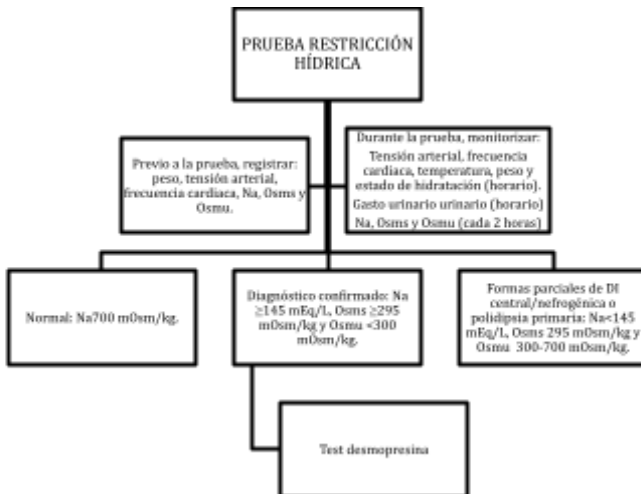 PRUEBA RESTRICCIÓN
HÍDRICA
Previo a la prueba, registrar:
peso, tensión arterial,
frecuencia cardiaca, Na, Osms y
Osmu.
Durante la prueba, monitorizar:
Tensión arterial, frecuencia
cardiaca, temperatura, peso y
estado de hidratación (horario).
Gasto urinario urinario (horario)
Na, Osms y Osmu (cada 2 horas)
Normal: Na700 mOsm/kg.
Diagnóstico confirmado: Na
≥145 mEq/L, Osms ≥295
mOsm/kg y Osmu <300
mOsm/kg.
Formas parciales de DI
central/nefrogénica o
polidipsia primaria: Na<145
mEq/L, Osms 295 mOsm/kg y
Osmu 300-700 mOsm/kg.
Test desmopresina